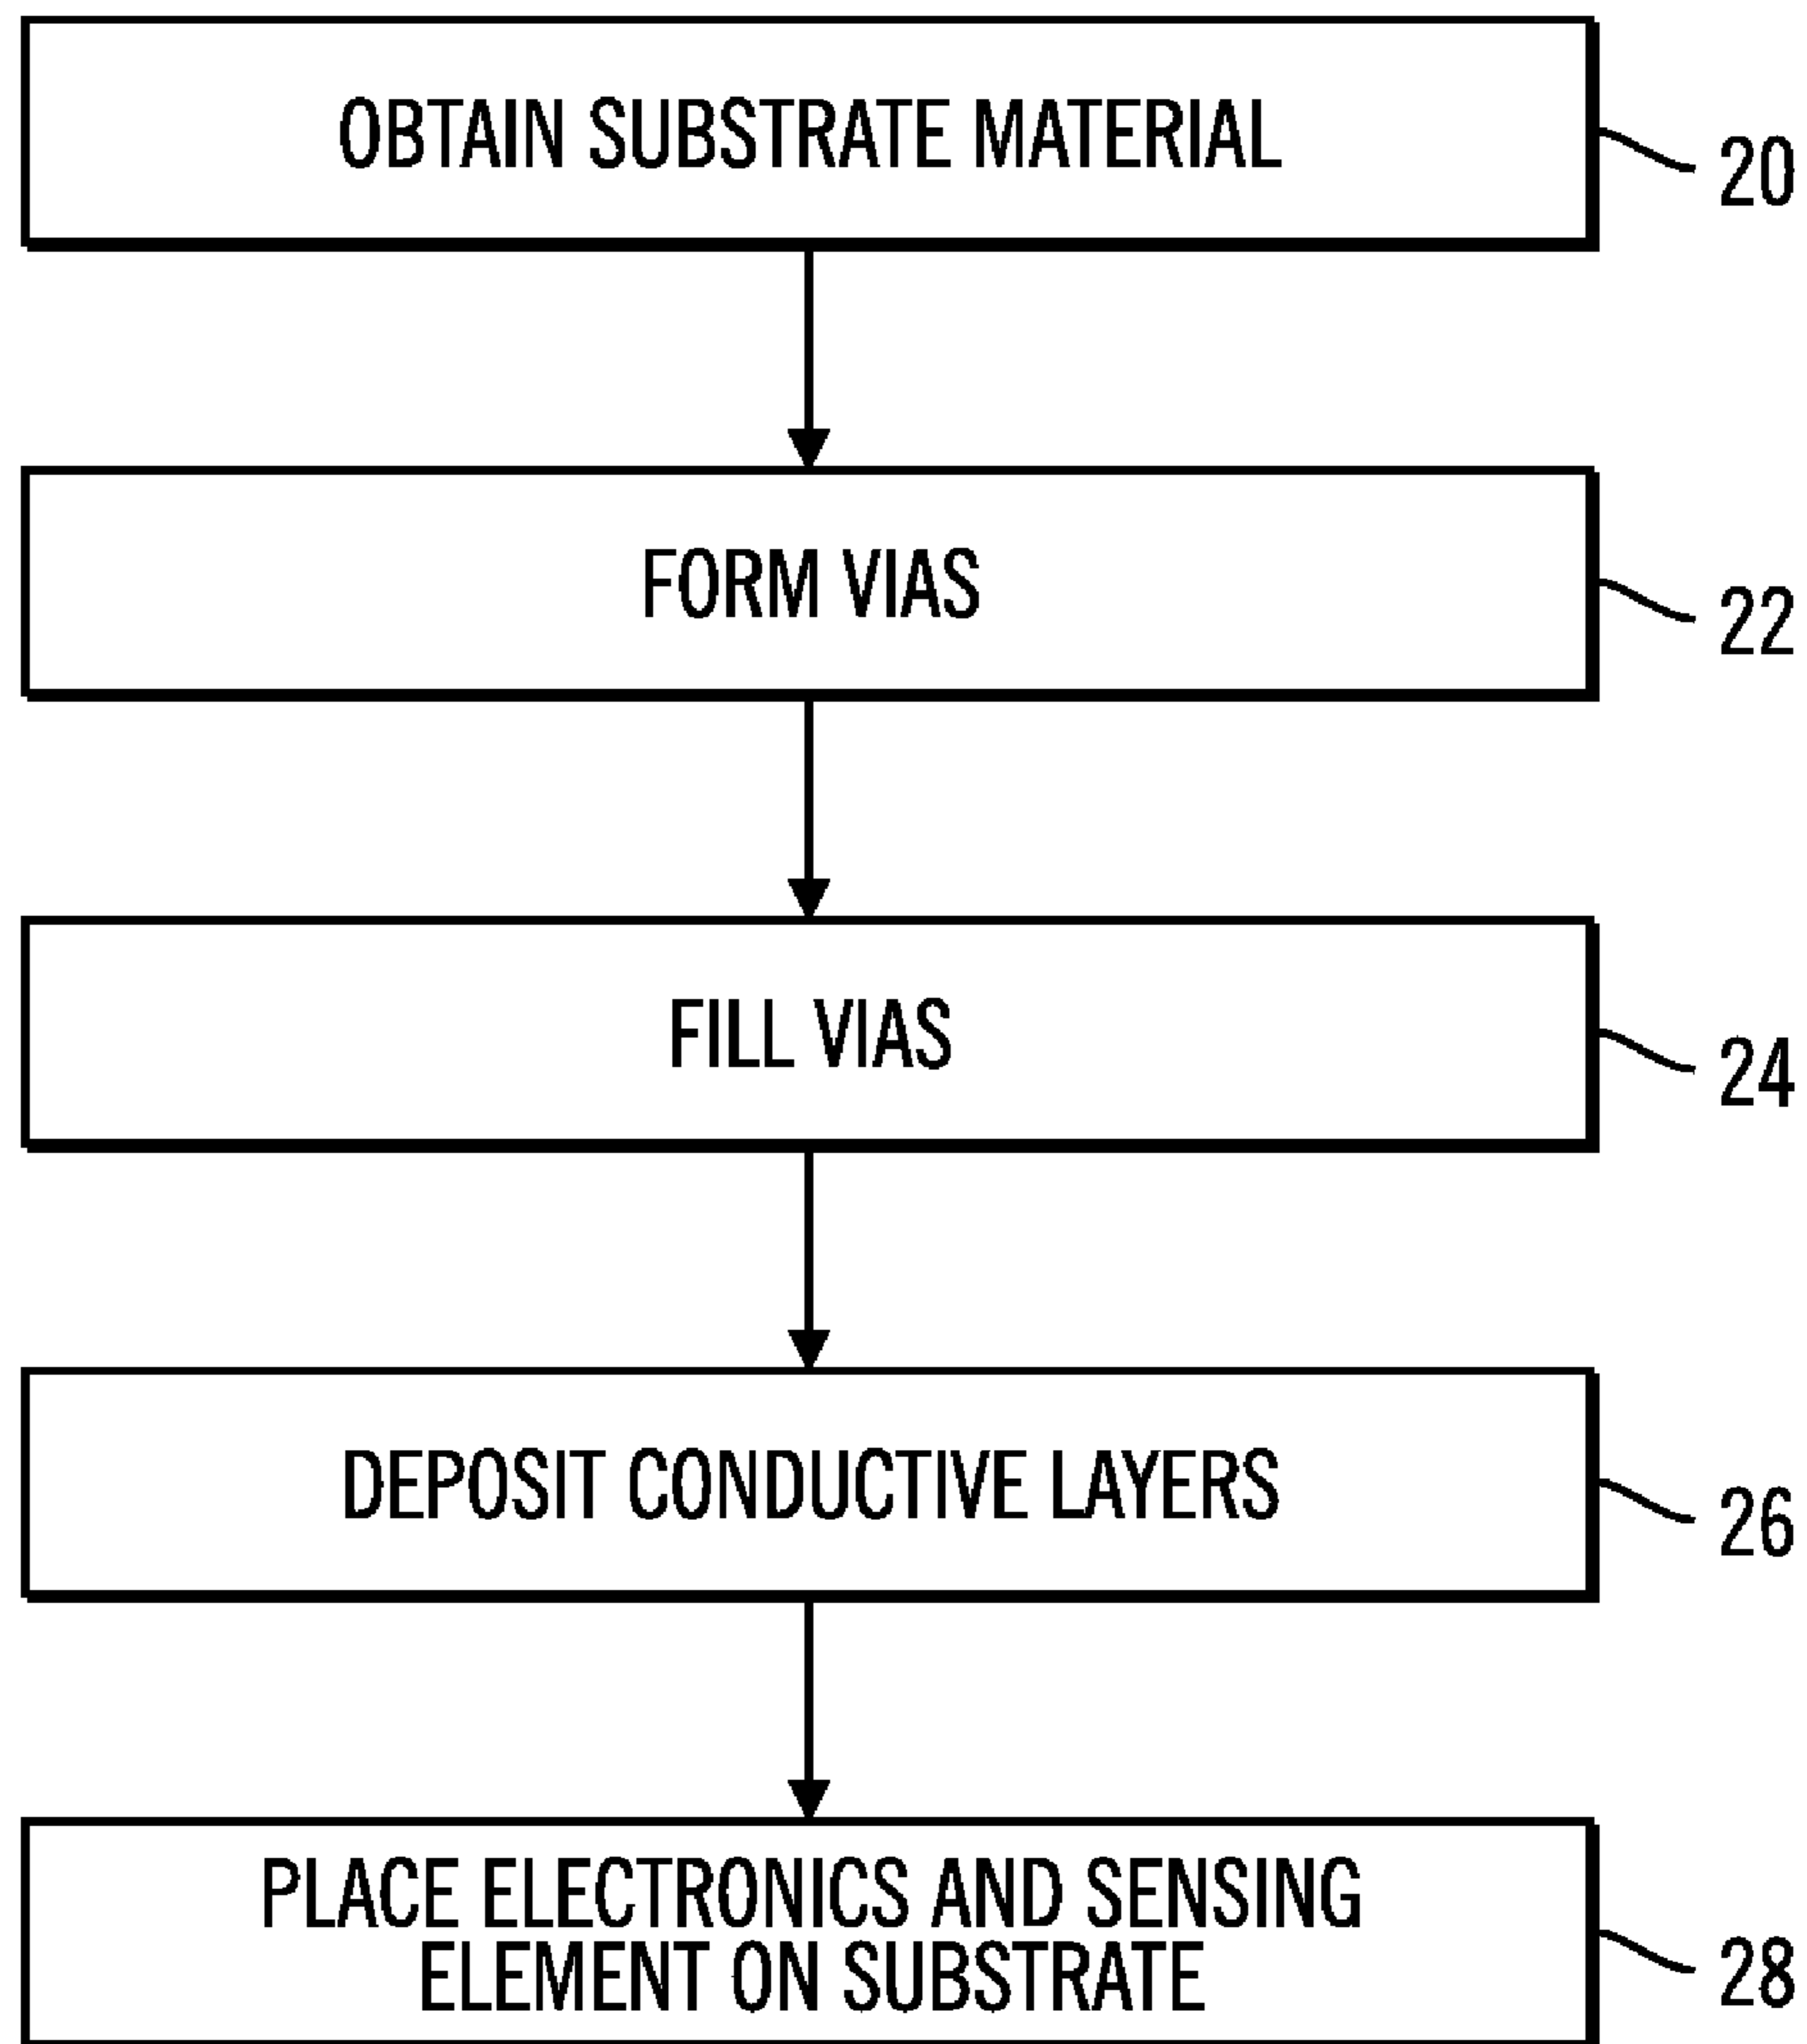 OBTAIN SUBSTRATE MATERIAL
20
FORM VIAS
22
FILL VIAS
24
DEPOSIT CONDUCTIVE LAYERS
26
PLACE ELECTRONICS AND SENSING
ELEMENT ON SUBSTRATE
28